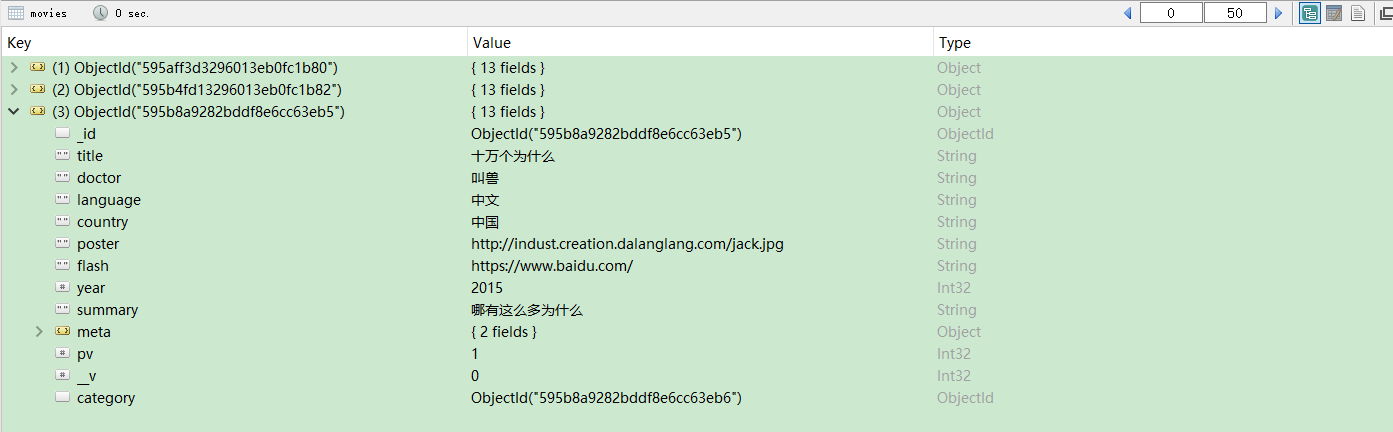 movies 0 sec. 0 50
Key Value Type
(1) ObjectId("595aff3d3296013eb0fc1b80") { 13 fields } Object
(2) ObjectId("595b4fd13296013eb0fc1b82") { 13 fields } Object
(3) ObjectId("595b8a9282bddf8e6cc63eb5") { 13 fields } Object
_id ObjectId("595b8a9282bddf8e6cc63eb5") ObjectId
title 十万个为什么 String
doctor 叫兽 String
language 中文 String
country 中国 String
poster http://indust.creation.dalanglang.com/jack.jpg String
flash https://www.baidu.com/ String
year 2015 Int32
summary 哪有这么多为什么 String
meta { 2 fields } Object
pv 1 Int32
__v 0 Int32
category ObjectId("595b8a9282bddf8e6cc63eb6") ObjectId